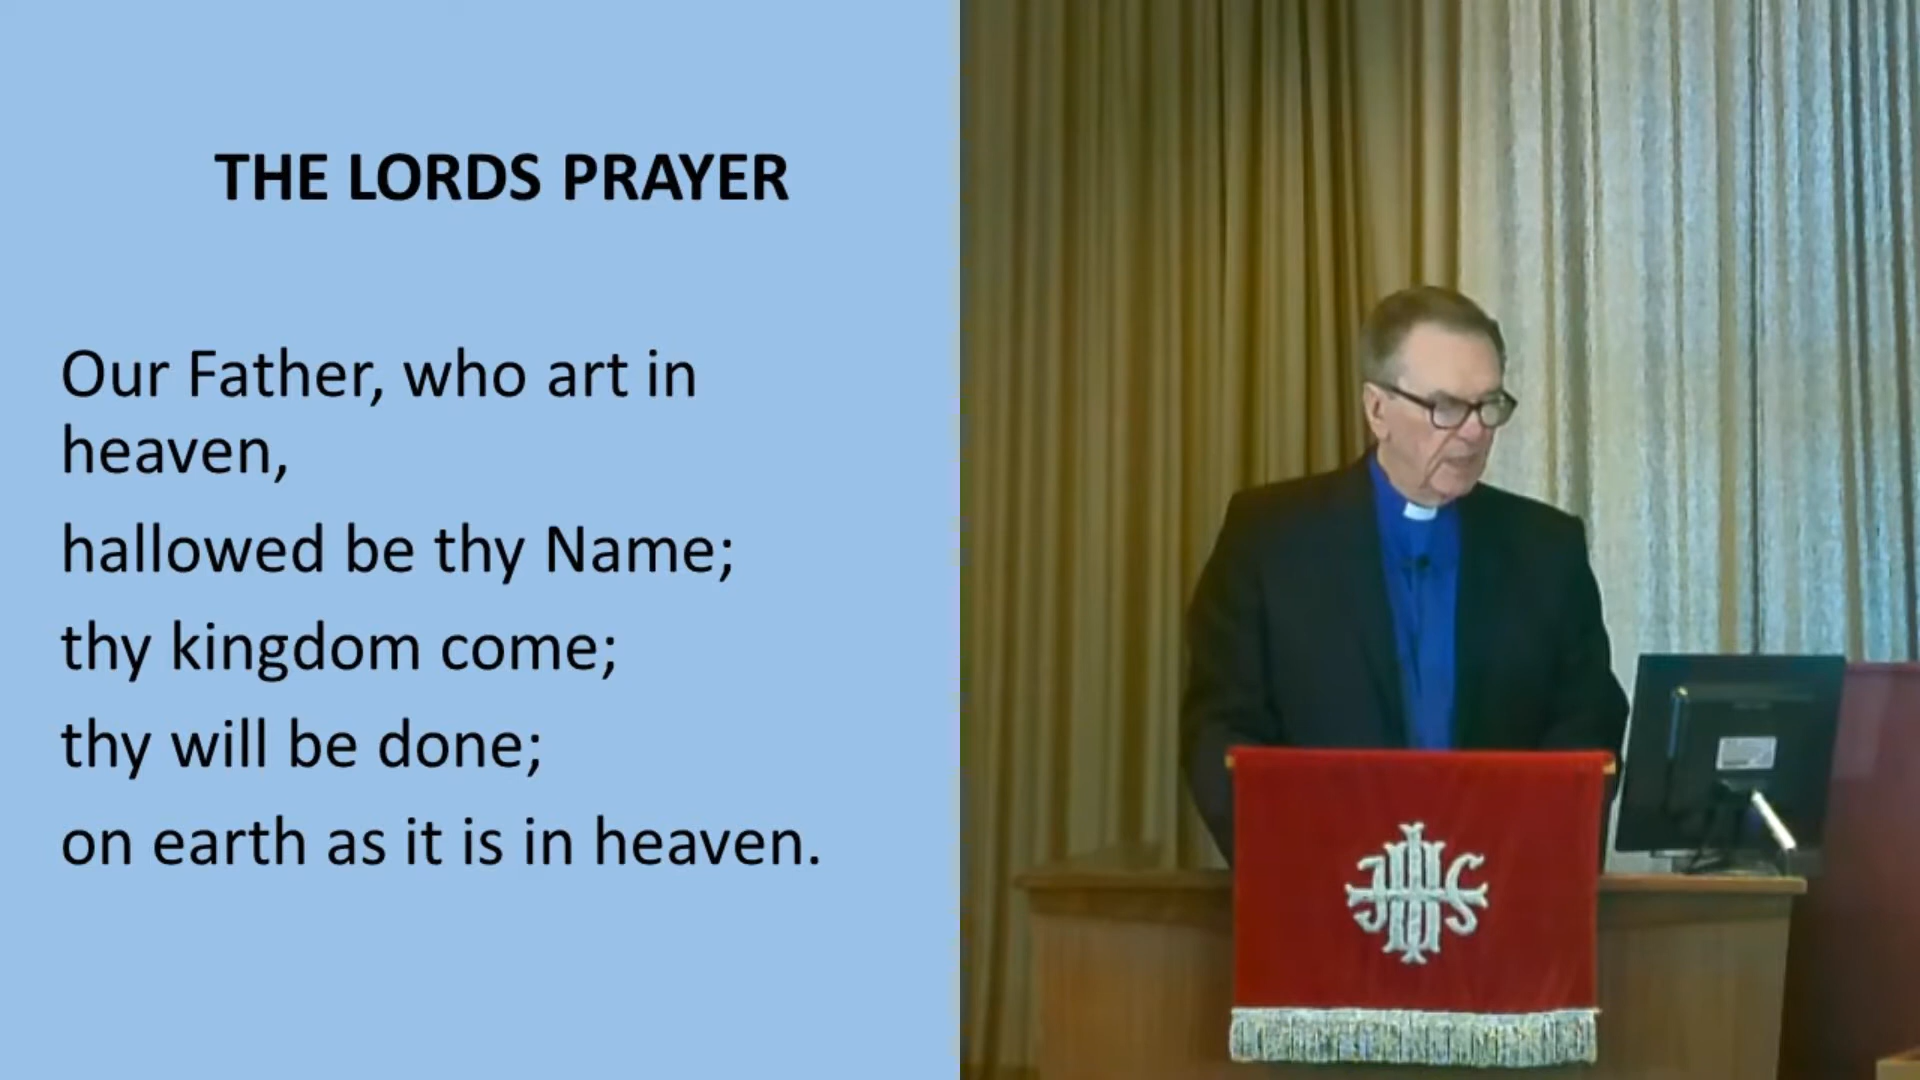 THE LORDS PRAYER
Our Father, who art in
heaven,
hallowed be thy Name;
thy kingdom come;
thy will be done;
on earth as it is in heaven.
IHS